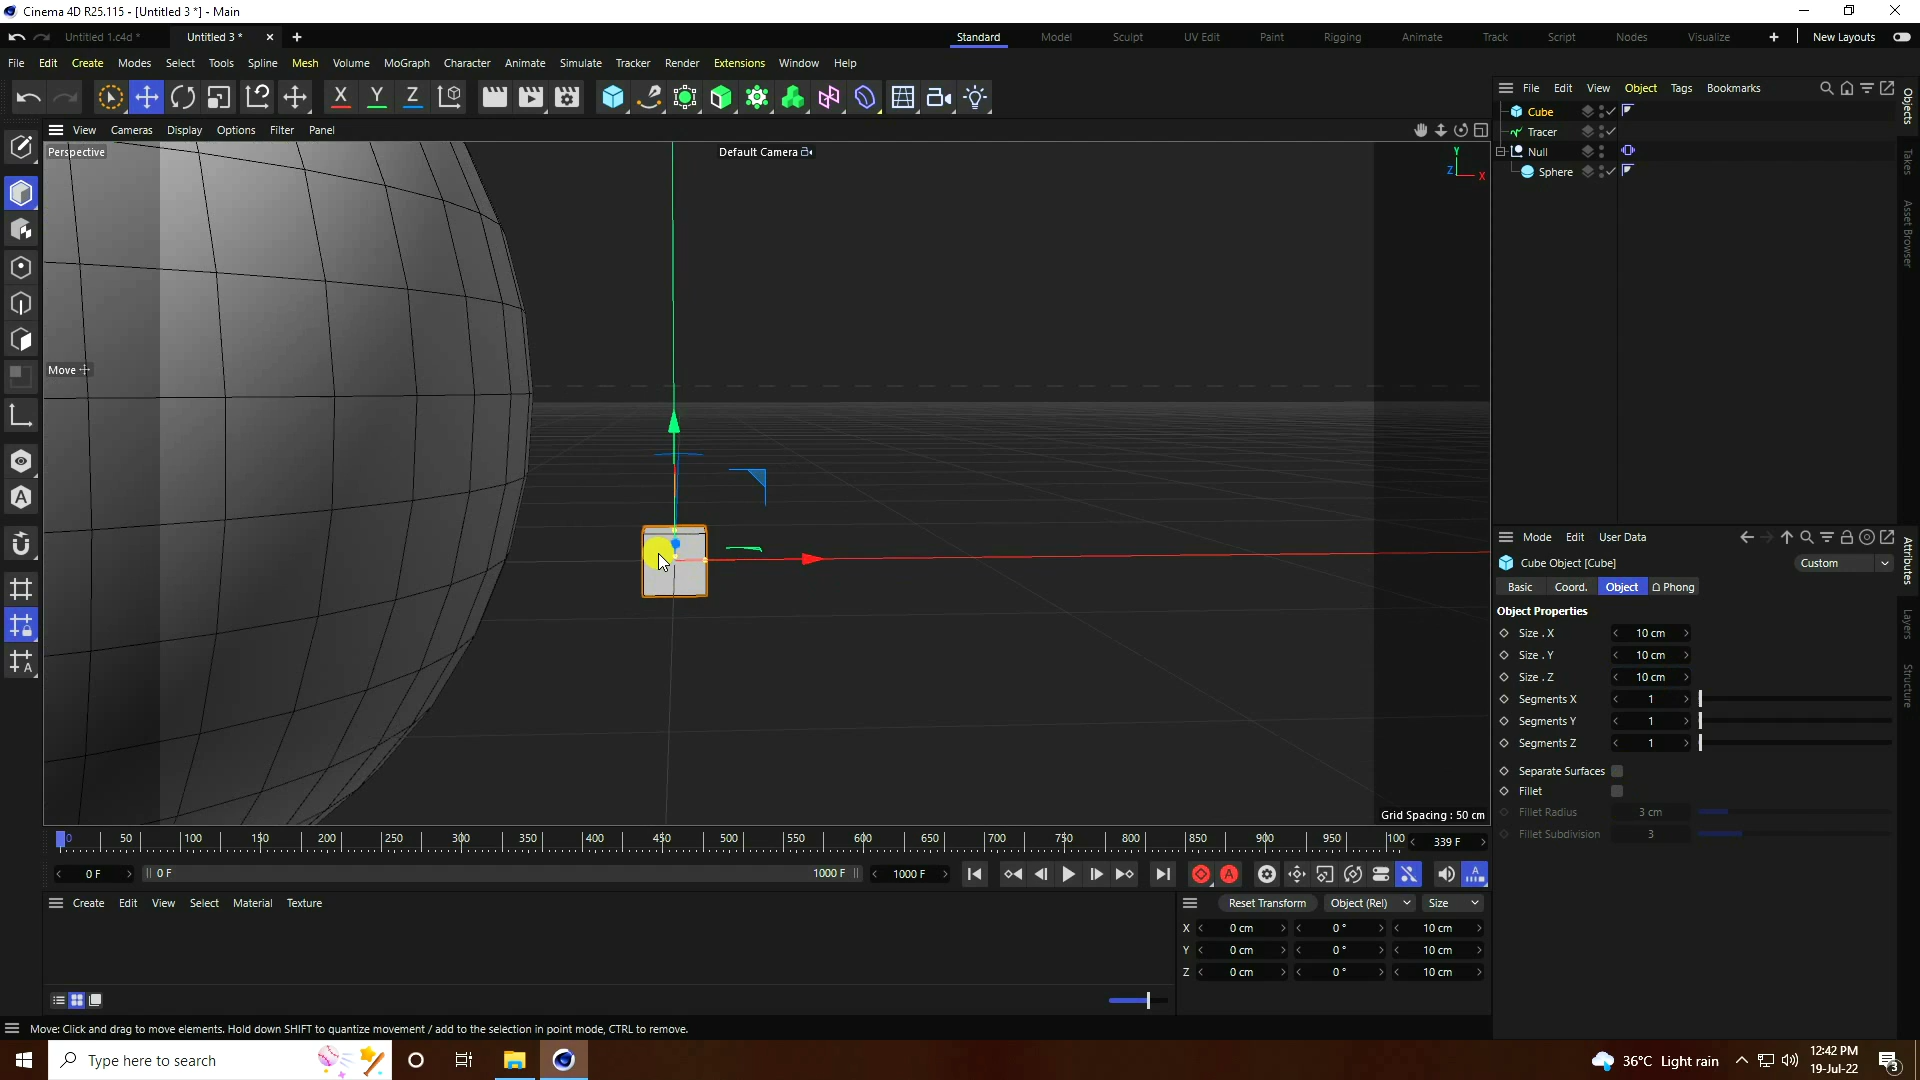 Cinema 4D R25.115 - [Untitled 3 *] - Main
Untitled 1.c4d *
Untitled 3 *
Standard
Model
Sculpt
UV Edit
Paint
Rigging
Animate
Track
Script
Nodes
Visualize
New Layouts
File Edit Create Modes Select Tools Spline Mesh Volume MoGraph Character Animate Simulate Tracker Render Extensions Window Help
X Y Z
File Edit View Object Tags Bookmarks
Cube
Tracer
Null
Sphere
Objects
Takes
Asset Browser
View Cameras Display Options Filter Panel
Perspective
Default Camera
Y
Z
X
Move
Grid Spacing : 50 cm
Mode Edit User Data
Cube Object [Cube]
Custom
Basic Coord. Object Phong
Object Properties
Size . X 10 cm
Size . Y 10 cm
Size . Z 10 cm
Segments X 1
Segments Y 1
Segments Z 1
Separate Surfaces
Fillet
Fillet Radius 3 cm
Fillet Subdivision 3
Attributes
Layers
Structure
0 50 100 150 200 250 300 350 400 450 500 550 600 650 700 750 800 850 900 950 100 339 F
0 F 0 F 1000 F 1000 F
Create Edit View Select Material Texture
Reset Transform Object (Rel) Size
X 0 cm 0 ° 10 cm
Y 0 cm 0 ° 10 cm
Z 0 cm 0 ° 10 cm
Move: Click and drag to move elements. Hold down SHIFT to quantize movement / add to the selection in point mode, CTRL to remove.
Type here to search
36°C Light rain
12:42 PM
19-Jul-22
3